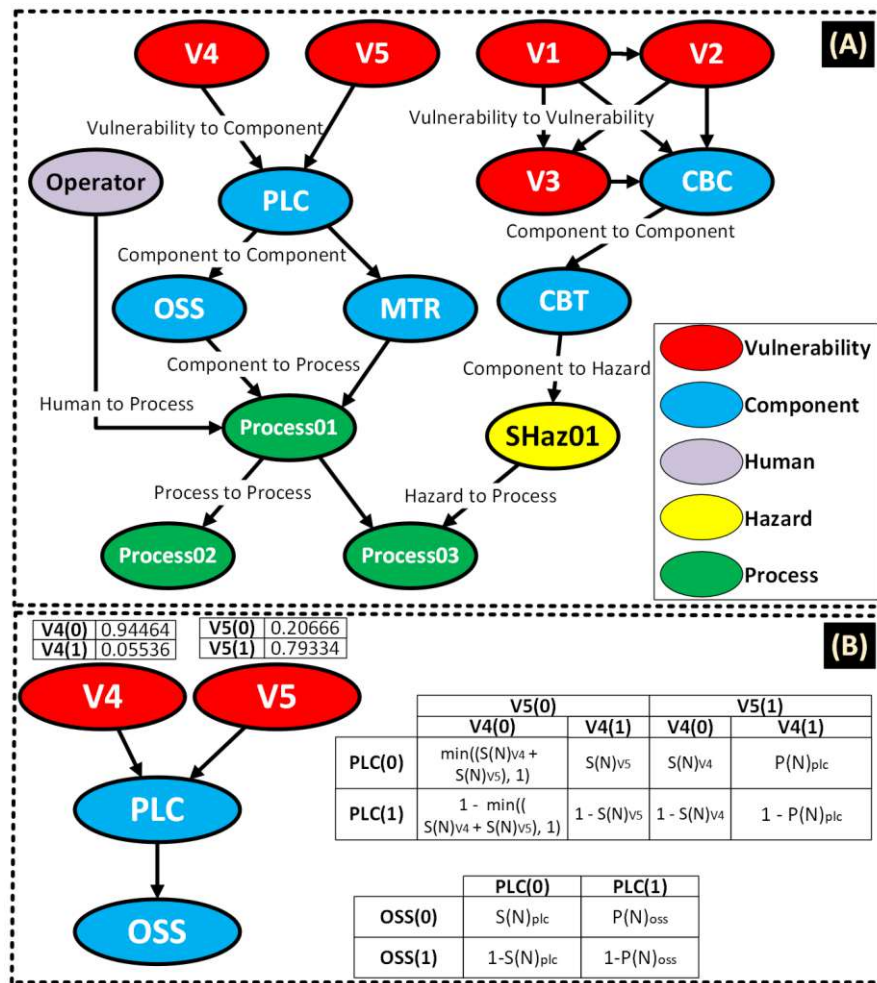 (A)
V4
V5
V1
V2
Vulnerability to Component
Vulnerability to Vulnerability
Operator
PLC
V3
CBC
Component to Component
Component to Component
OSS
MTR
CBT
Component to Process
Component to Hazard
Human to Process
Process01
SHaz01
Process to Process
Hazard to Process
Process02
Process03
Vulnerability
Component
Human
Hazard
Process
(B)
V4(0) 0.94464
V4(1) 0.05536
V5(0) 0.20666
V5(1) 0.79334
V4
V5
PLC
OSS
V5(0) V5(1)
V4(0) V4(1) V4(0) V4(1)
PLC(0) min((S(N)V4 + S(N)V5), 1) S(N)V5 S(N)V4 P(N)plc
PLC(1) 1 - min(( S(N)V4 + S(N)V5), 1) 1 - S(N)V5 1 - S(N)V4 1 - P(N)plc
PLC(0) PLC(1)
OSS(0) S(N)plc P(N)oss
OSS(1) 1-S(N)plc 1-P(N)oss